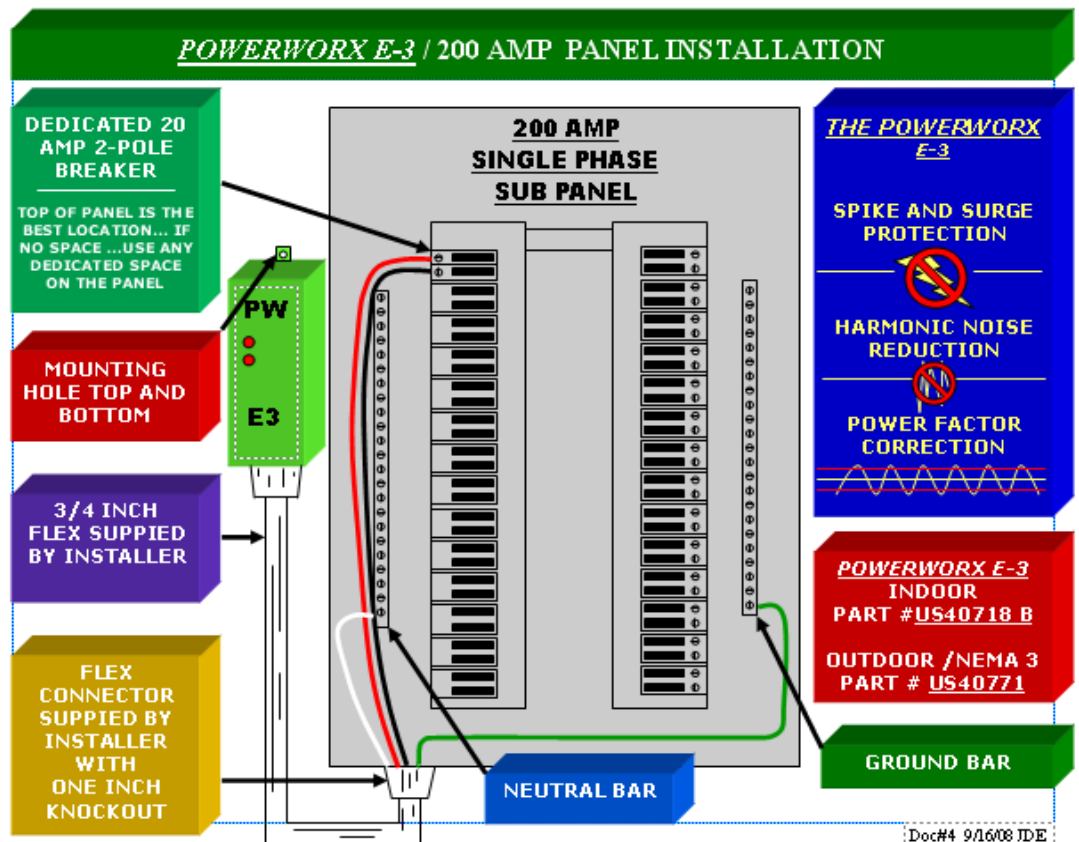 POWERWORX E-3 / 200 AMP PANEL INSTALLATION
DEDICATED 20
AMP 2-POLE
BREAKER
TOP OF PANEL IS THE
BEST LOCATION... IF
NO SPACE ...USE ANY
DEDICATED SPACE
ON THE PANEL
MOUNTING
HOLE TOP AND
BOTTOM
3/4 INCH
FLEX SUPPIED
BY INSTALLER
FLEX
CONNECTOR
SUPPIED BY
INSTALLER
WITH
ONE INCH
KNOCKOUT
PW
E3
200 AMP
SINGLE PHASE
SUB PANEL
NEUTRAL BAR
THE POWERWORX
E-3
SPIKE AND SURGE
PROTECTION
HARMONIC NOISE
REDUCTION
POWER FACTOR
CORRECTION
POWERWORX E-3
INDOOR
PART #US40718 B
OUTDOOR /NEMA 3
PART # US40771
GROUND BAR
Doc#4 9/16/08 JDE